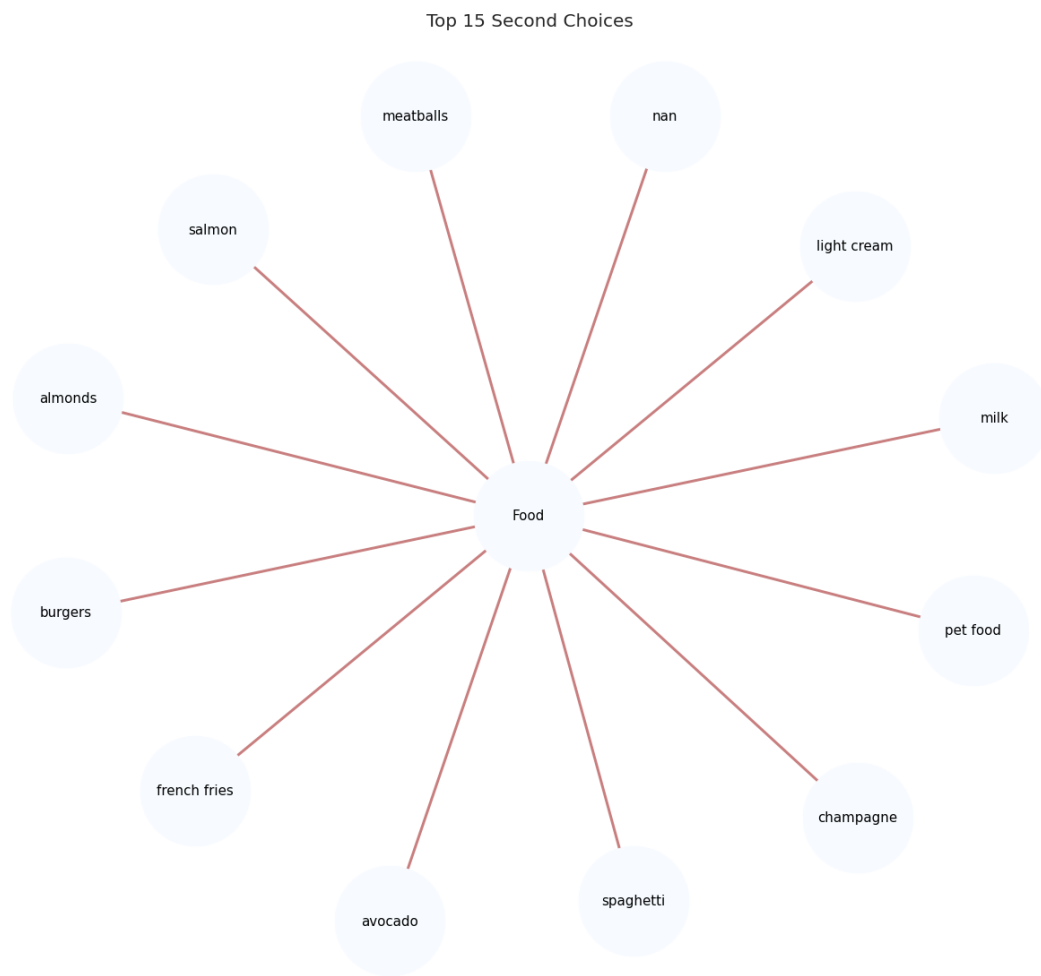 Top 15 Second Choices
meatballs
nan
salmon
light cream
almonds
milk
Food
burgers
pet food
french fries
champagne
avocado
spaghetti